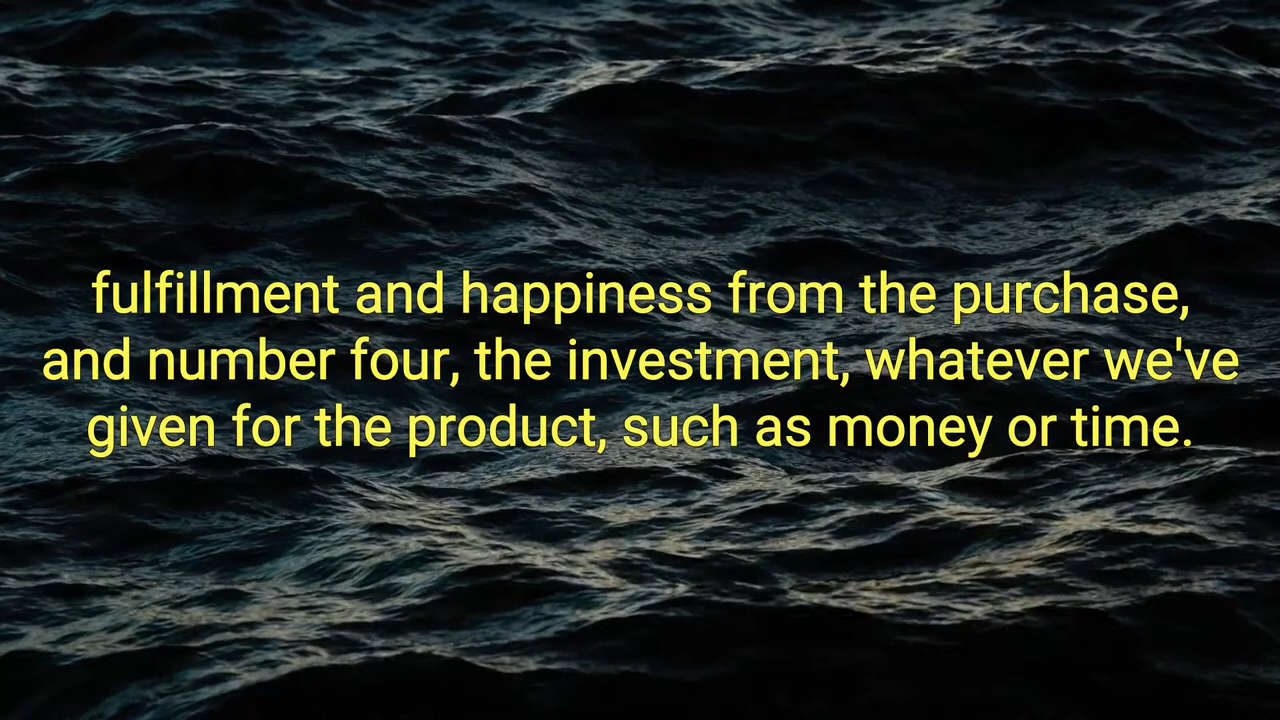 fulfillment and happiness from the purchase,
and number four, the investment, whatever we've
given for the product, such as money or time.